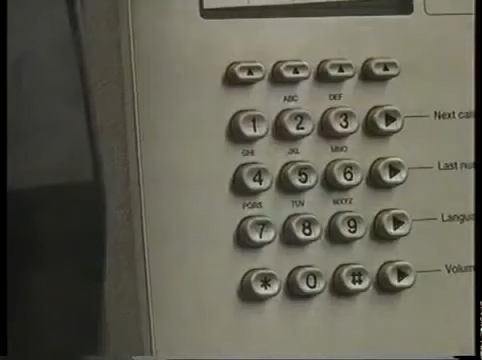 ABC DEF
1 2 3 Next
GHI JKL MNO
4 5 6 Last
PQRS TUV WXYZ
7 8 9
* 0 #